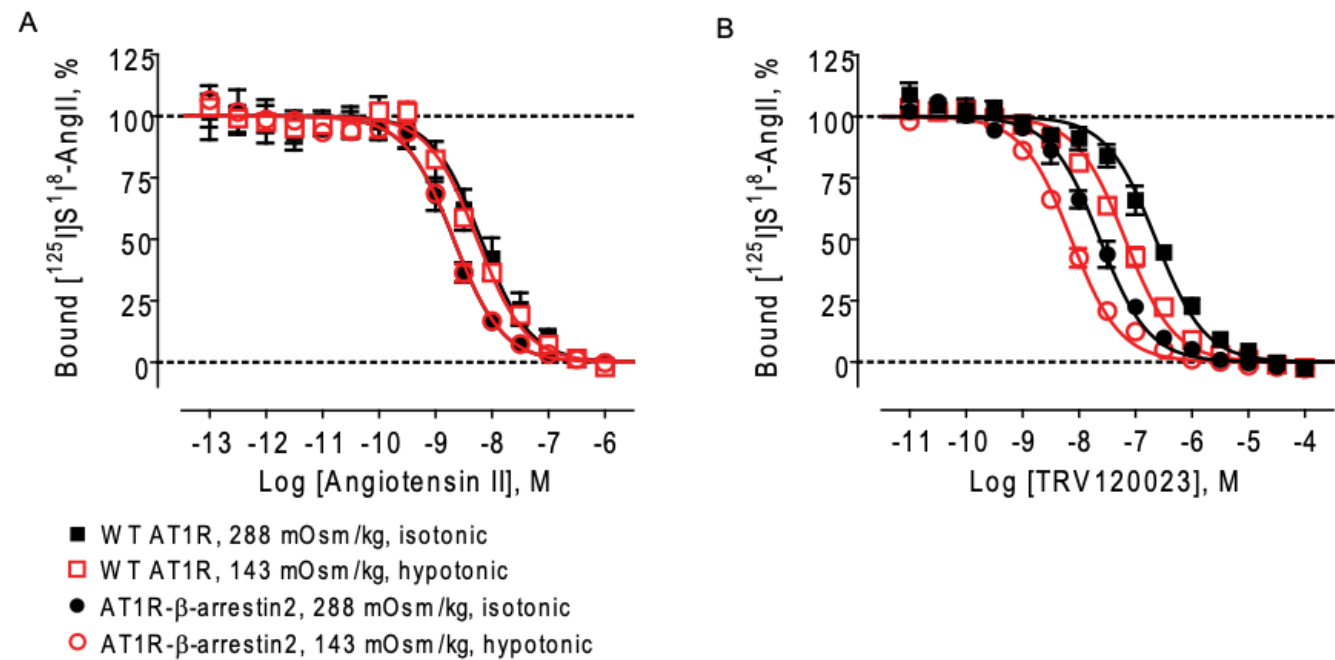 A
125
100
75
50
25
0
Bound [¹²⁵I]S¹I⁸-AngII, %
-13 -12 -11 -10 -9 -8 -7 -6
Log [Angiotensin II], M
B
125
100
75
50
25
0
Bound [¹²⁵I]S¹I⁸-AngII, %
-11 -10 -9 -8 -7 -6 -5 -4
Log [TRV120023], M
WT AT1R, 288 mOsm/kg, isotonic
WT AT1R, 143 mOsm/kg, hypotonic
AT1R-β-arrestin2, 288 mOsm/kg, isotonic
AT1R-β-arrestin2, 143 mOsm/kg, hypotonic